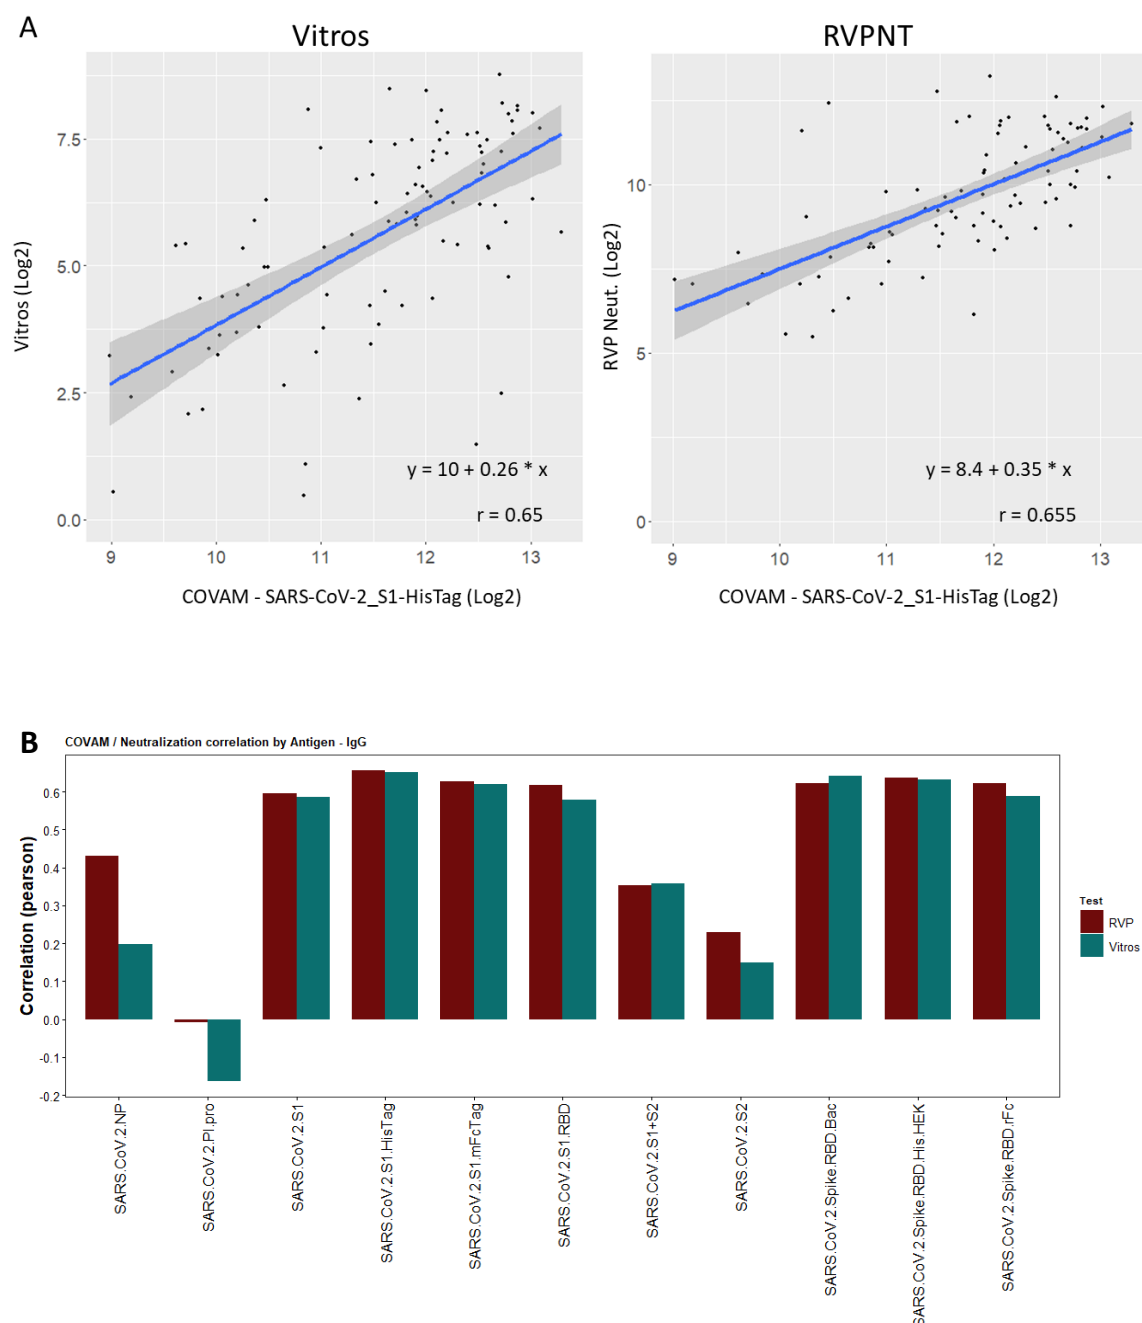 A
Vitros
RVPNT
Vitros (Log2)
7.5
5.0
2.5
0.0
y = 10 + 0.26 * x
r = 0.65
9
10
11
12
13
COVAM - SARS-CoV-2_S1-HisTag (Log2)
RVP Neut. (Log2)
10
5
0
y = 8.4 + 0.35 * x
r = 0.655
9
10
11
12
13
COVAM - SARS-CoV-2_S1-HisTag (Log2)
B
COVAM / Neutralization correlation by Antigen - IgG
Correlation (pearson)
0.6
0.5
0.4
0.3
0.2
0.1
0.0
-0.1
-0.2
SARS.CoV.2.NP
SARS.CoV.2.Pl.pro
SARS.CoV.2.S1
SARS.CoV.2.S1.HisTag
SARS.CoV.2.S1.mFcTag
SARS.CoV.2.S1.RBD
SARS.CoV.2.S1+S2
SARS.CoV.2.S2
SARS.CoV.2.Spike.RBD.Bac
SARS.CoV.2.Spike.RBD.His.HEK
SARS.CoV.2.Spike.RBD.rFc
Test
RVP
Vitros